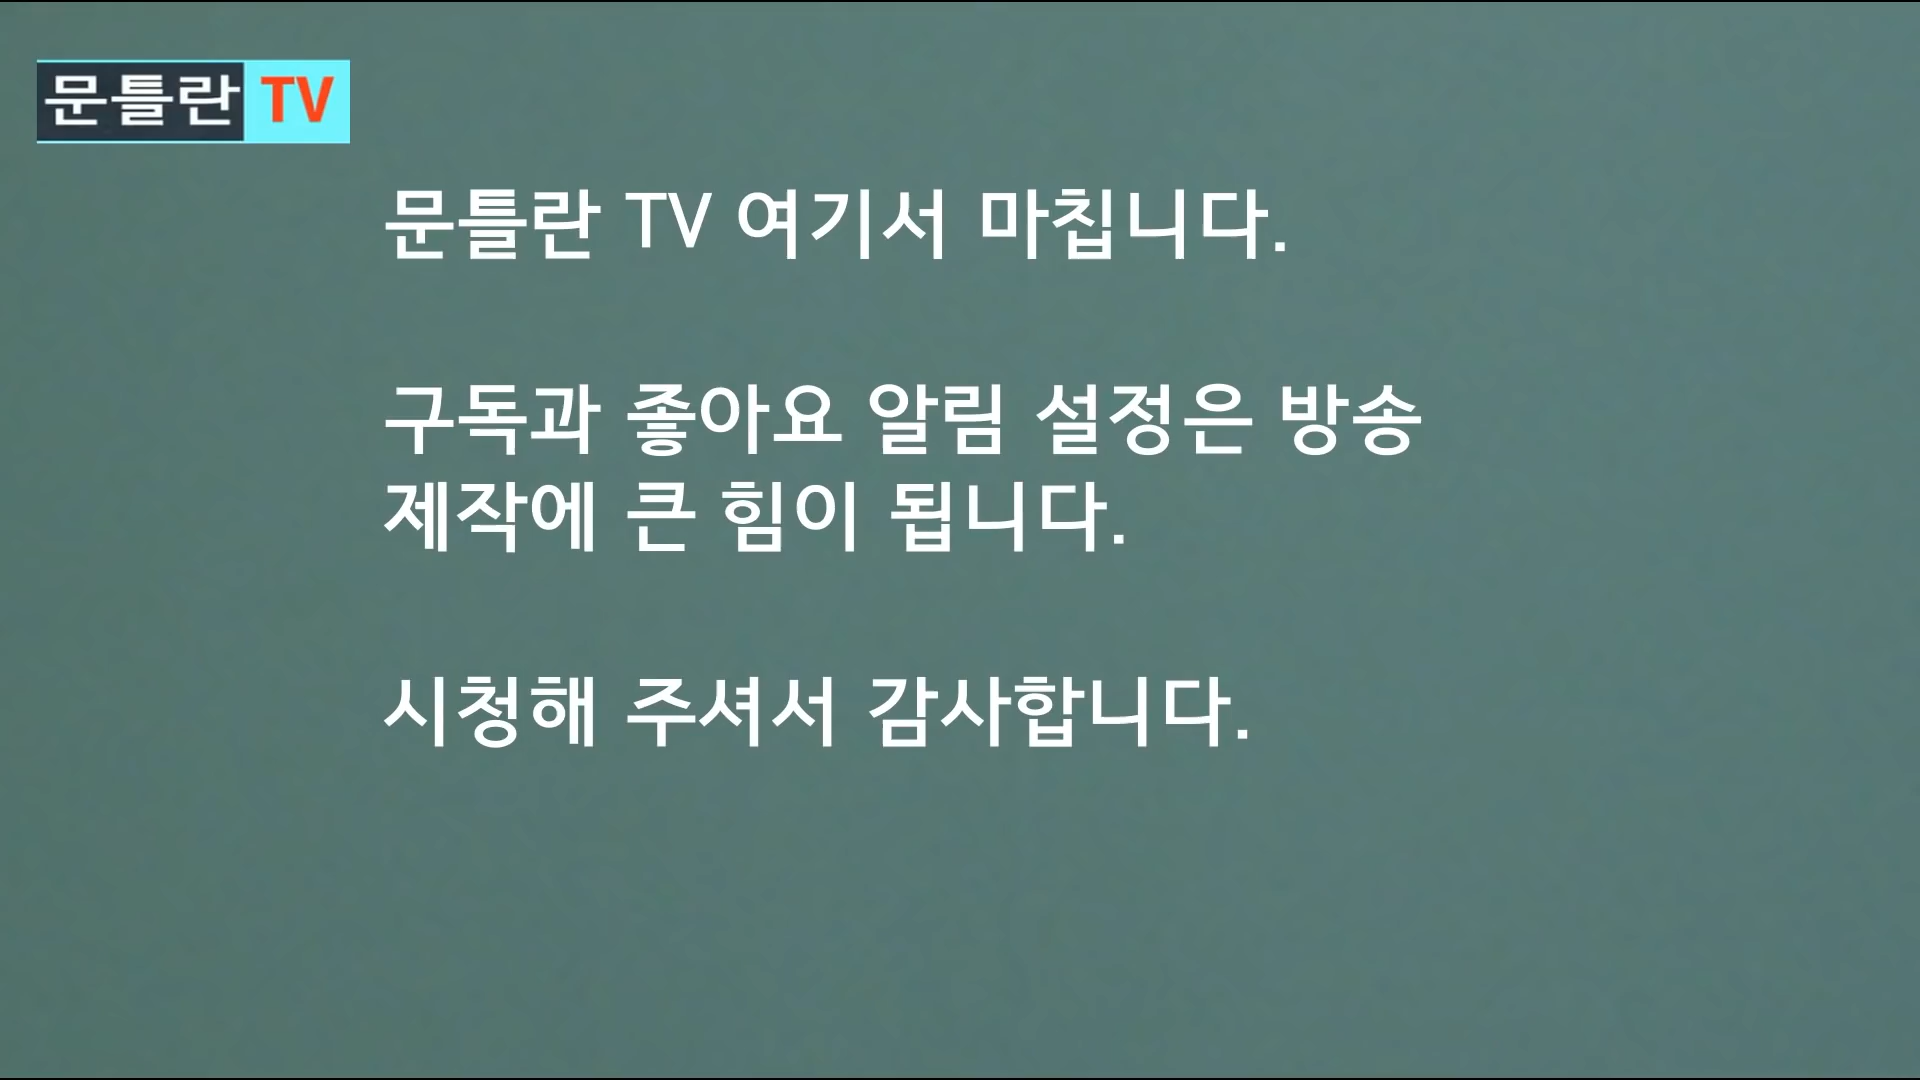 문틀란 TV
문틀란 TV 여기서 마칩니다.
구독과 좋아요 알림 설정은 방송
제작에 큰 힘이 됩니다.
시청해 주셔서 감사합니다.